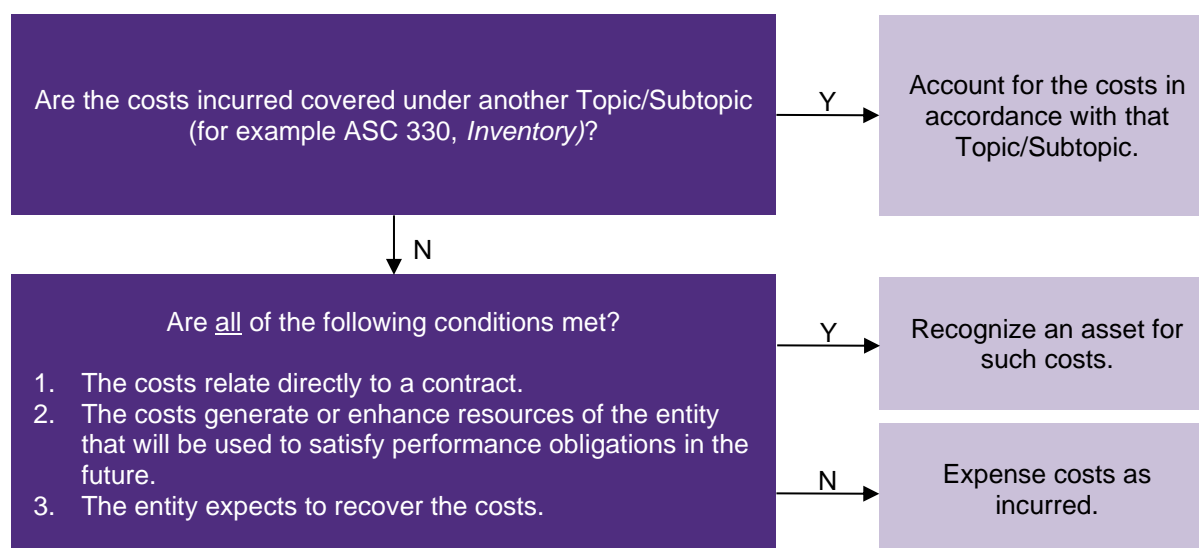 Are the costs incurred covered under another Topic/Subtopic
(for example ASC 330, Inventory)?
Y
Account for the costs in
accordance with that
Topic/Subtopic.
N
Are all of the following conditions met?
1. The costs relate directly to a contract.
2. The costs generate or enhance resources of the entity
that will be used to satisfy performance obligations in the
future.
3. The entity expects to recover the costs.
Y
Recognize an asset for
such costs.
N
Expense costs as
incurred.